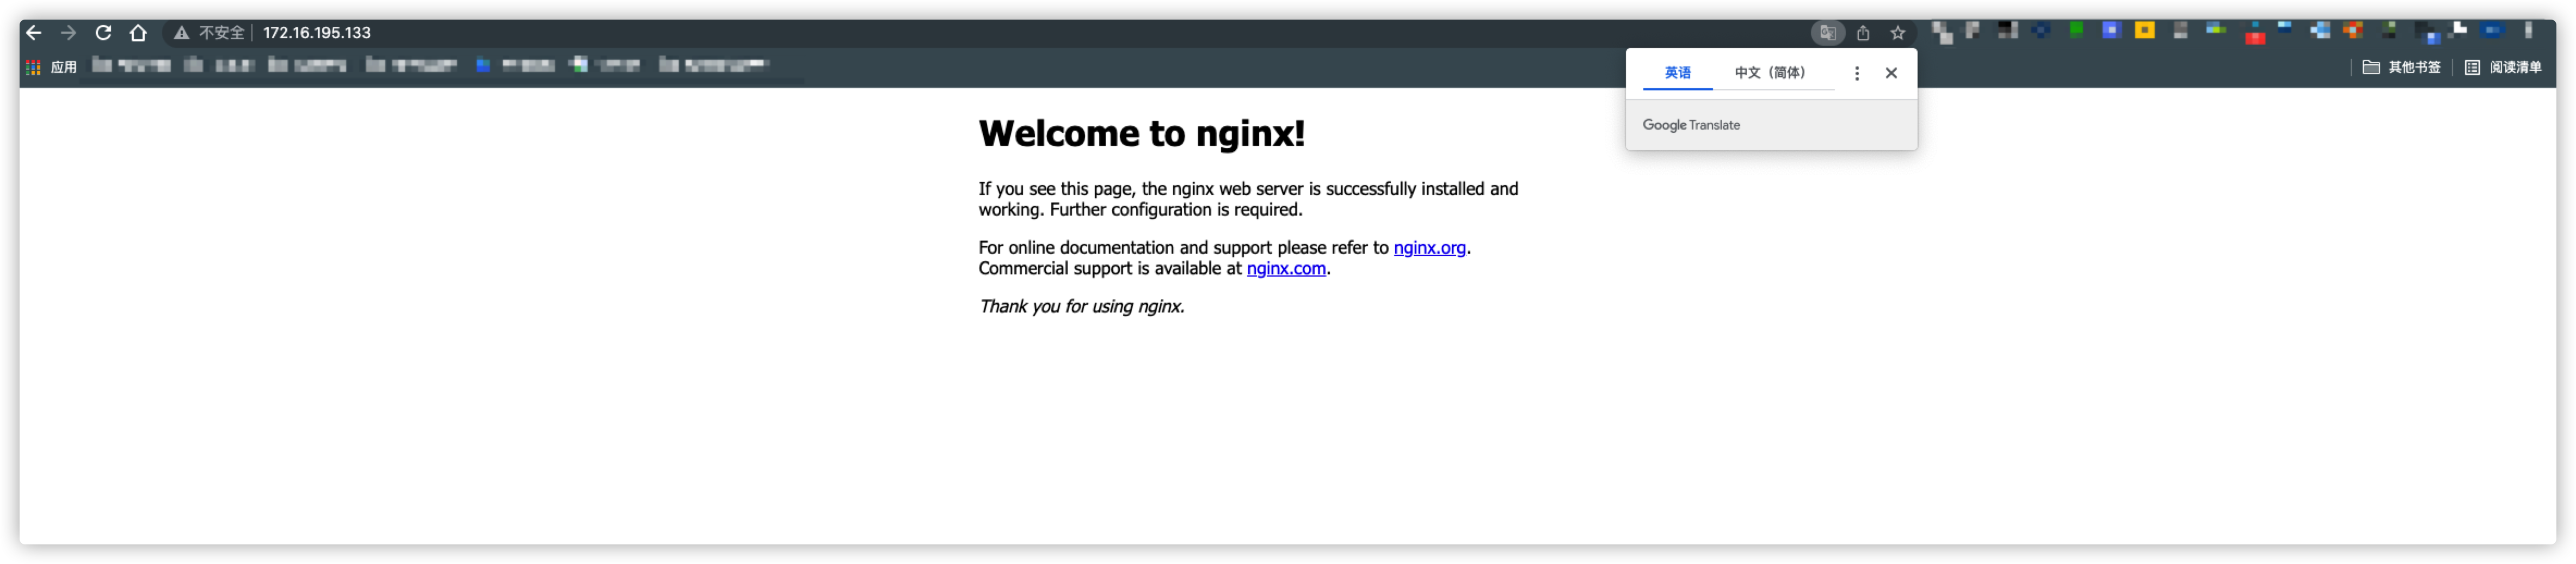 不安全 172.16.195.133
应用
其他书签 阅读清单
英语 中文（简体）
Google Translate
Welcome to nginx!
If you see this page, the nginx web server is successfully installed and
working. Further configuration is required.
For online documentation and support please refer to nginx.org.
Commercial support is available at nginx.com.
Thank you for using nginx.